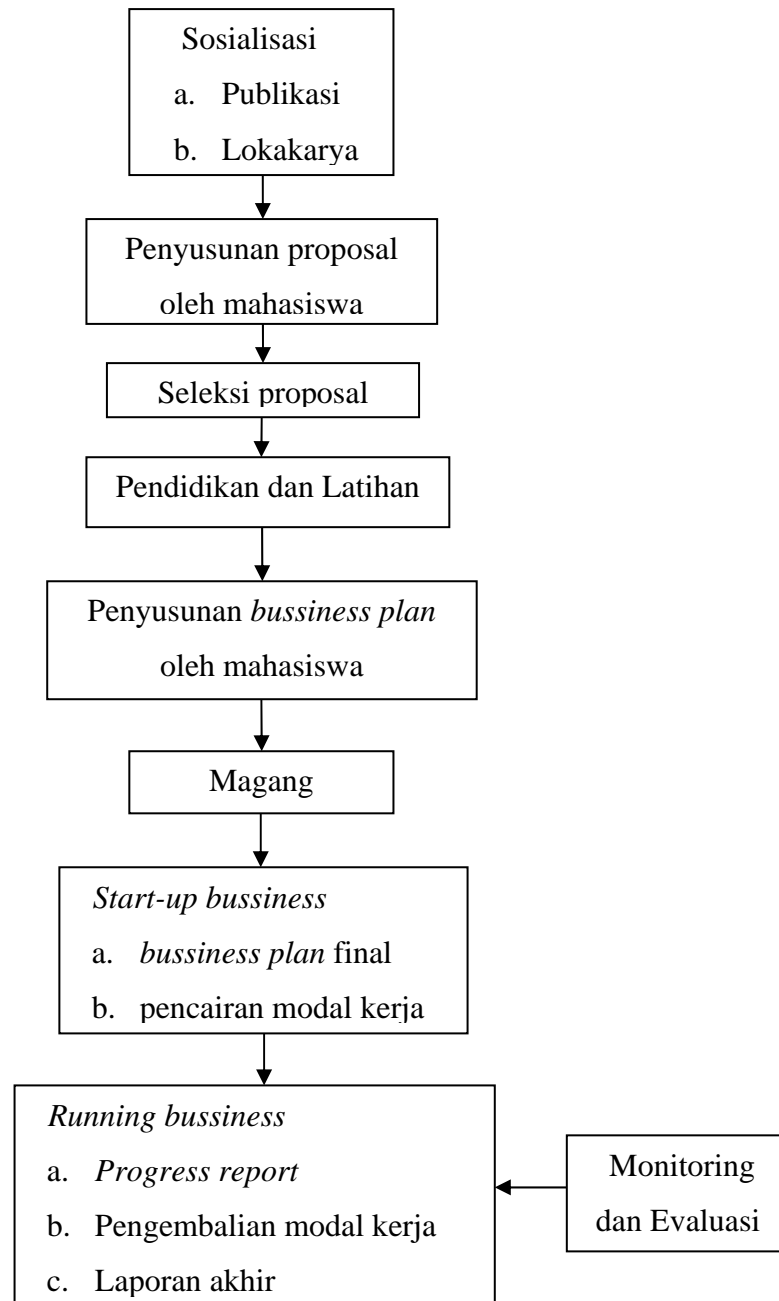 Sosialisasi
a. Publikasi
b. Lokakarya
Penyusunan proposal
oleh mahasiswa
Seleksi proposal
Pendidikan dan Latihan
Penyusunan bussiness plan
oleh mahasiswa
Magang
Start-up bussiness
a. bussiness plan final
b. pencairan modal kerja
Running bussiness
a. Progress report
b. Pengembalian modal kerja
c. Laporan akhir
Monitoring
dan Evaluasi